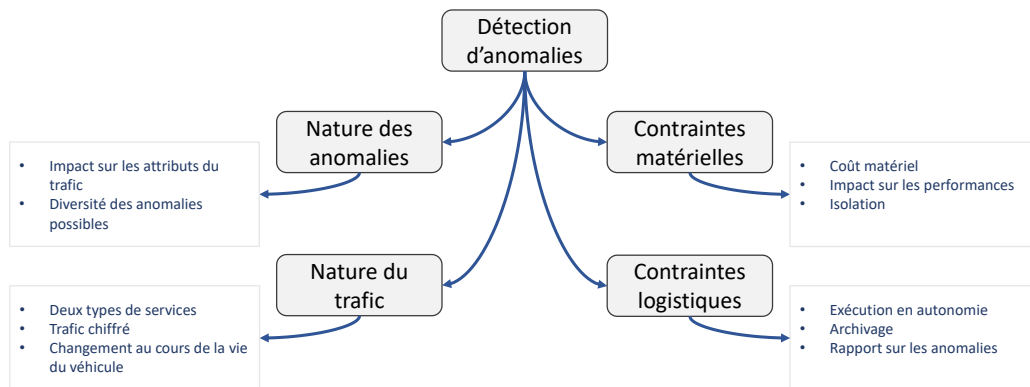 Détection
d'anomalies
Nature des
anomalies
Contraintes
matérielles
• Impact sur les attributs du
trafic
• Diversité des anomalies
possibles
• Coût matériel
• Impact sur les performances
• Isolation
Nature du
trafic
Contraintes
logistiques
• Deux types de services
• Trafic chiffré
• Changement au cours de la vie
du véhicule
• Exécution en autonomie
• Archivage
• Rapport sur les anomalies